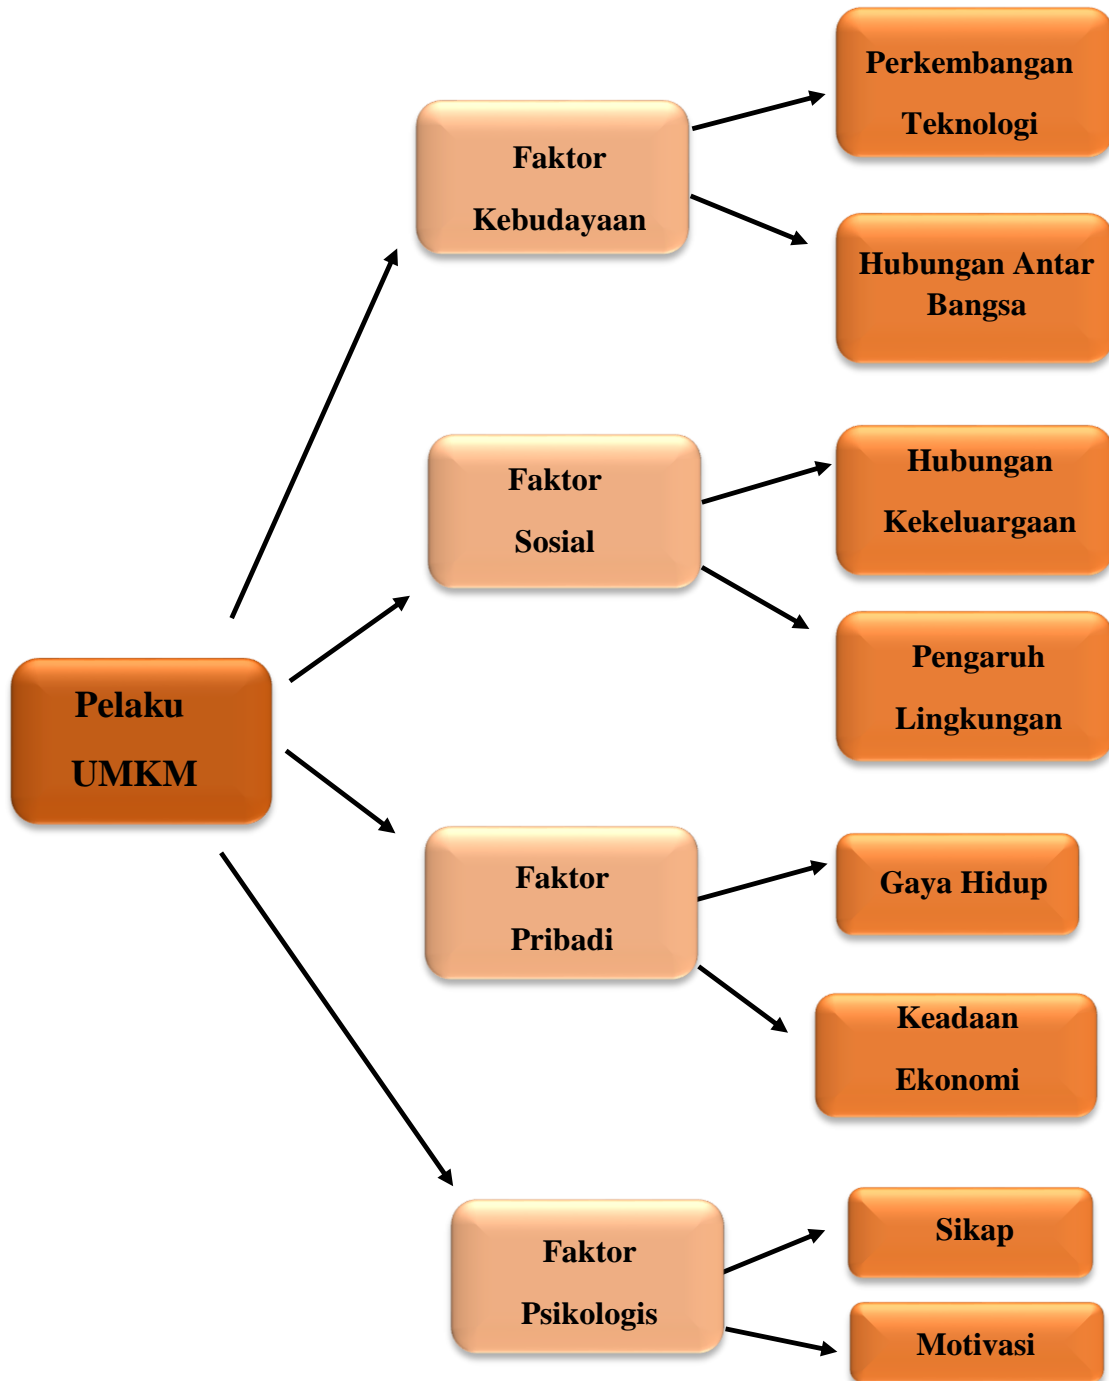 Perkembangan
Teknologi
Faktor
Kebudayaan
Hubungan Antar
Bangsa
Faktor
Sosial
Hubungan
Kekeluargaan
Pengaruh
Lingkungan
Pelaku
UMKM
Faktor
Pribadi
Gaya Hidup
Keadaan
Ekonomi
Faktor
Psikologis
Sikap
Motivasi